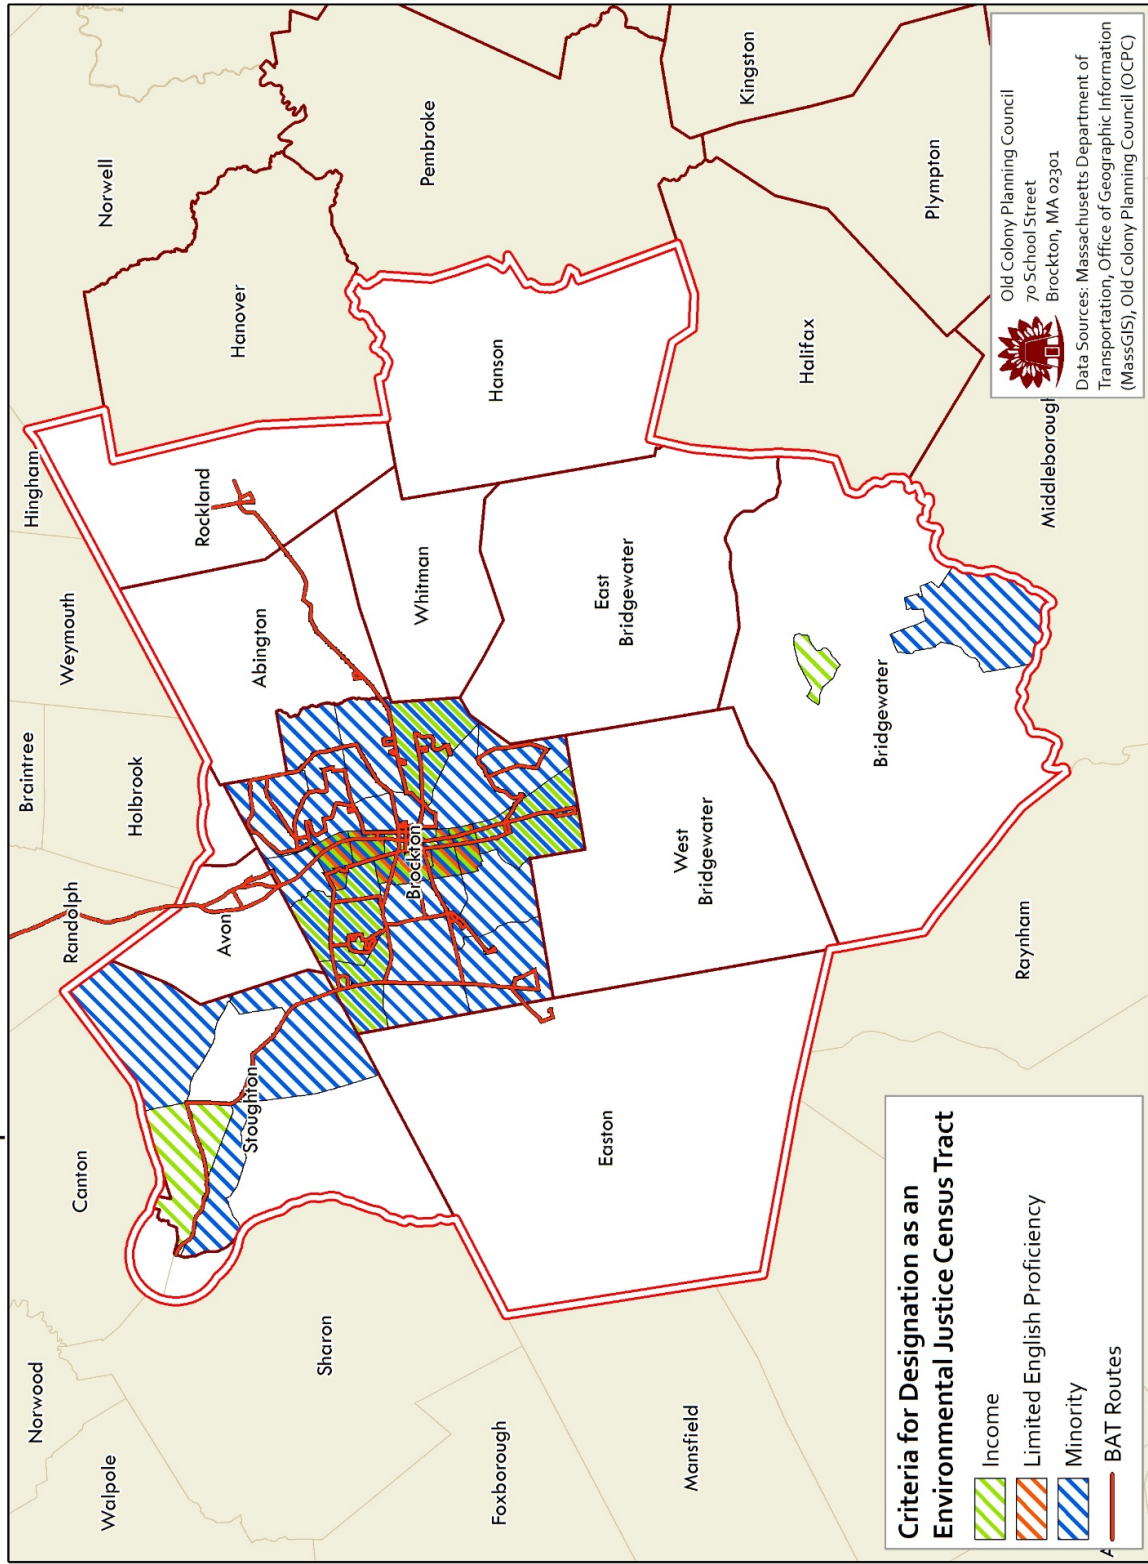 Norwood
Walpole
Canton
Randolph
Braintree
Holbrook
Weymouth
Hingham
Norwell
Sharon
Stoughton
Avon
Abington
Rockland
Hanover
Brockton
Whitman
Hanson
Pembroke
Foxborough
Easton
West
Bridgewater
East
Bridgewater
Mansfield
Kingston
Halifax
Bridgewater
Plympton
Raynham
Middleborough
Criteria for Designation as an
Environmental Justice Census Tract
Income
Limited English Proficiency
Minority
BAT Routes
Old Colony Planning Council
70 School Street
Brockton, MA 02301
Data Sources: Massachusetts Department of
Transportation, Office of Geographic Information
(MassGIS), Old Colony Planning Council (OCPC)